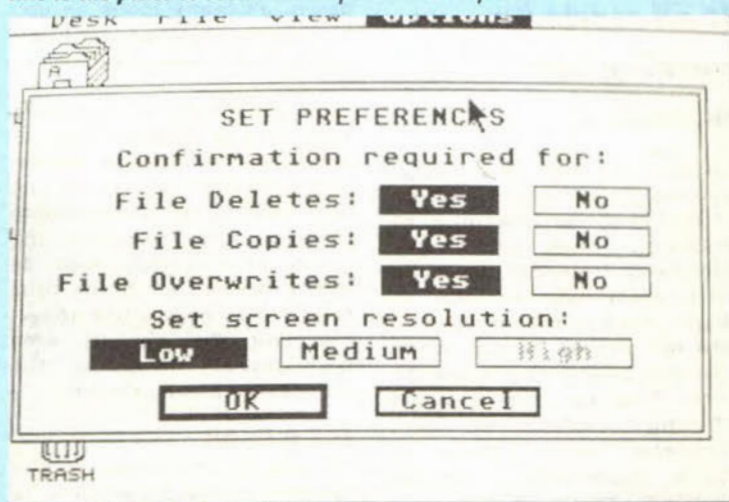 Desk File View Options
A
SET PREFERENCES
Confirmation required for:
File Deletes: Yes No
File Copies: Yes No
File Overwrites: Yes No
Set screen resolution:
Low Medium High
OK Cancel
TRASH